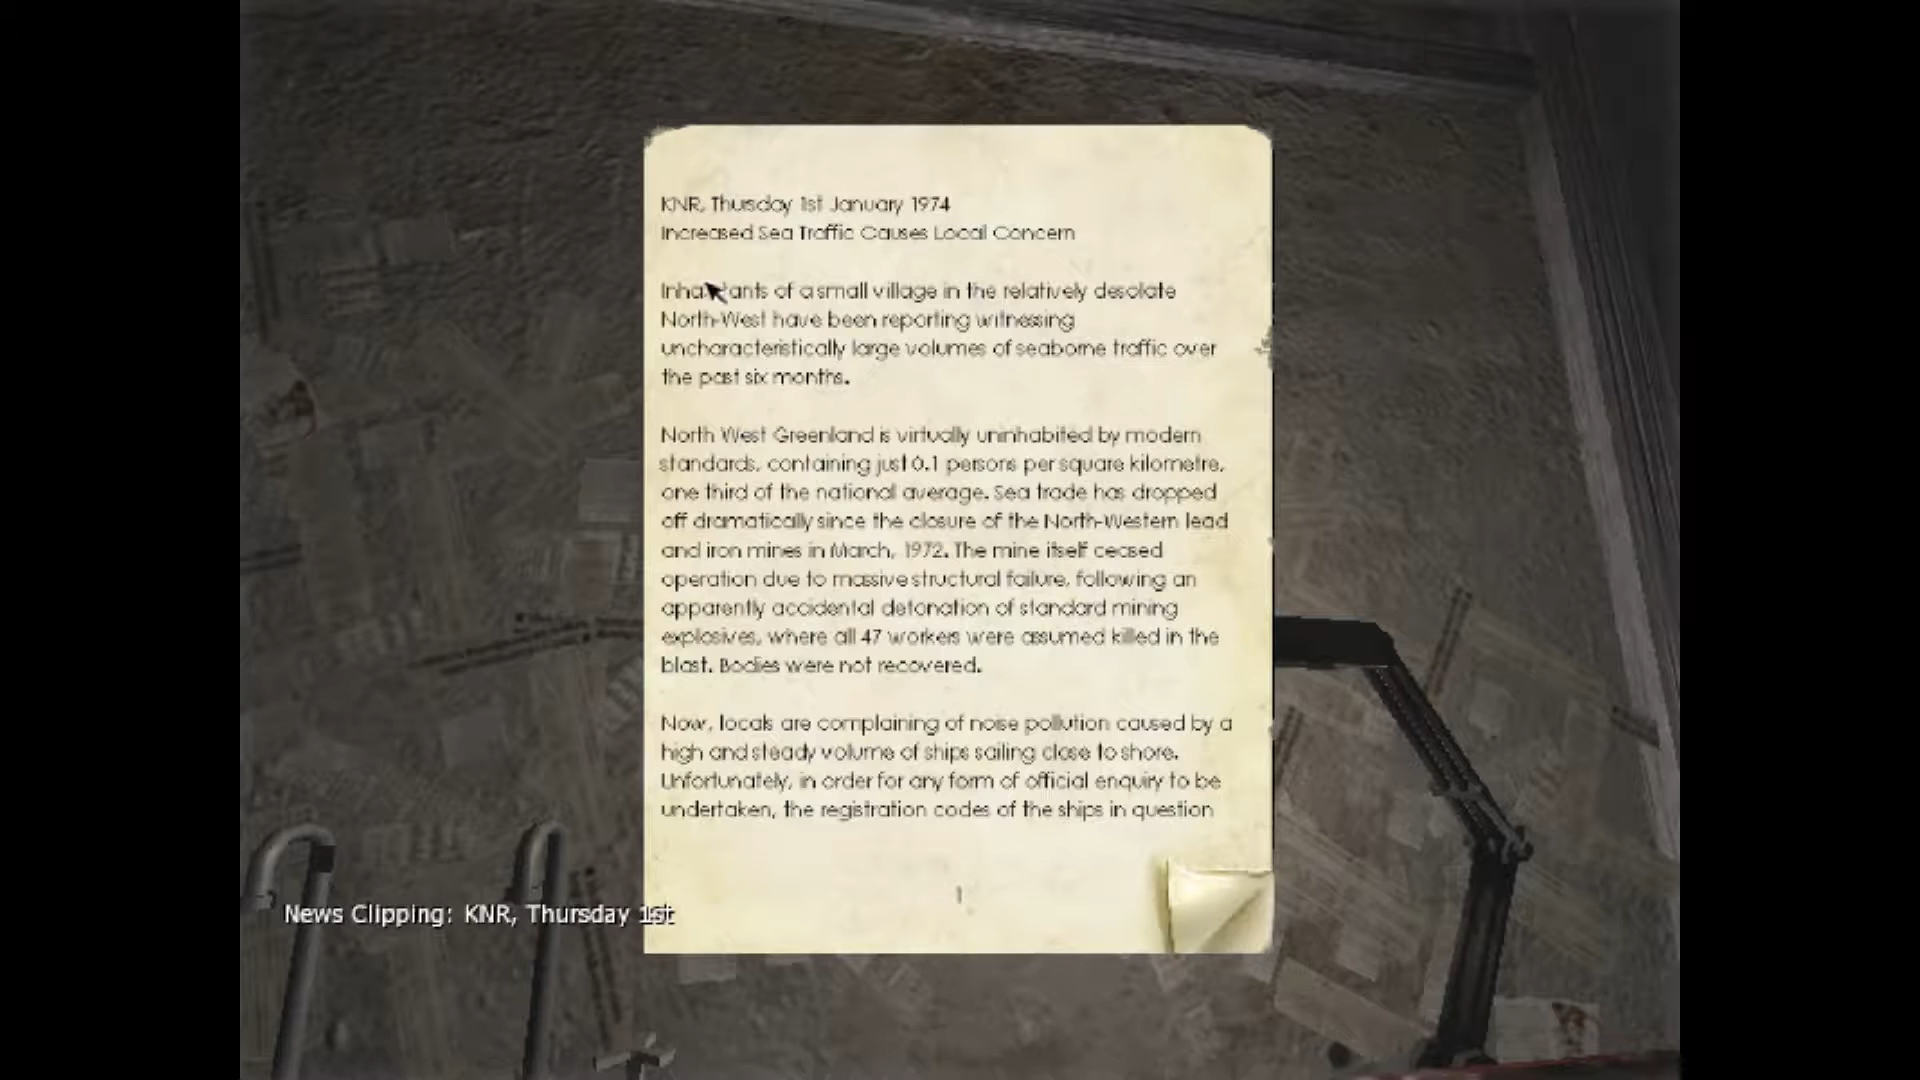 KNR, Thursday 1st January 1974
Increased Sea Traffic Causes Local Concern
Inha tants of a small village in the relatively desolate
North-West have been reporting witnessing
uncharacteristically large volumes of seaborne traffic over
the past six months.
North West Greenland is virtually uninhabited by modern
standards, containing just 0.1 persons per square kilometre,
one third of the national average. Sea trade has dropped
off dramatically since the closure of the North-Western lead
and iron mines in March, 1972. The mine itself ceased
operation due to massive structural failure, following an
apparently accidental detonation of standard mining
explosives, where all 47 workers were assumed killed in the
blast. Bodies were not recovered.
Now, locals are complaining of noise pollution caused by a
high and steady volume of ships sailing close to shore.
Unfortunately, in order for any form of official enquiry to be
undertaken, the registration codes of the ships in question
1
News Clipping: KNR, Thursday 1st